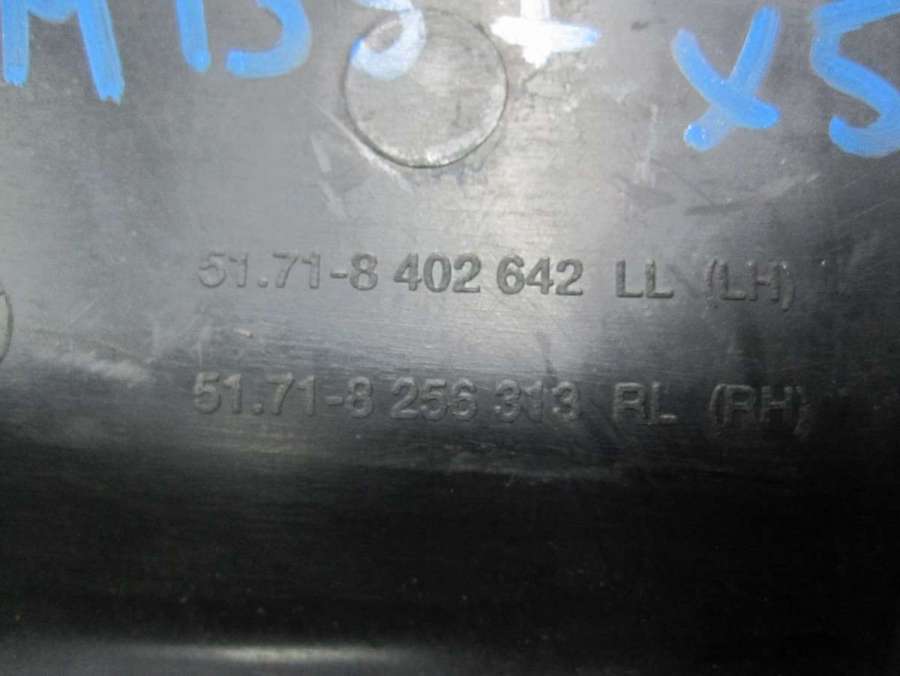 X5
51.71-8 402 642 LL (LH)
51.71-8 256 313 RL (RH)